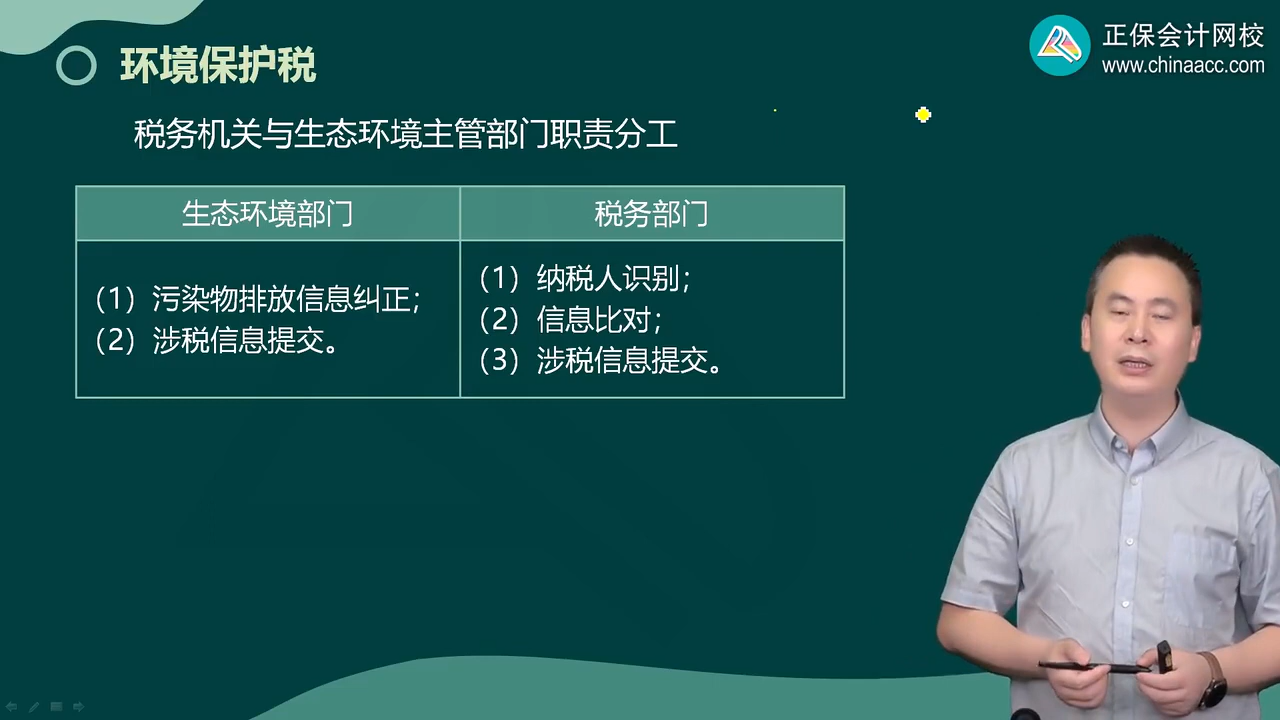 正保会计网校
www.chinaacc.com
环境保护税
税务机关与生态环境主管部门职责分工
生态环境部门
税务部门
（1）污染物排放信息纠正；
（2）涉税信息提交。
（1）纳税人识别；
（2）信息比对；
（3）涉税信息提交。